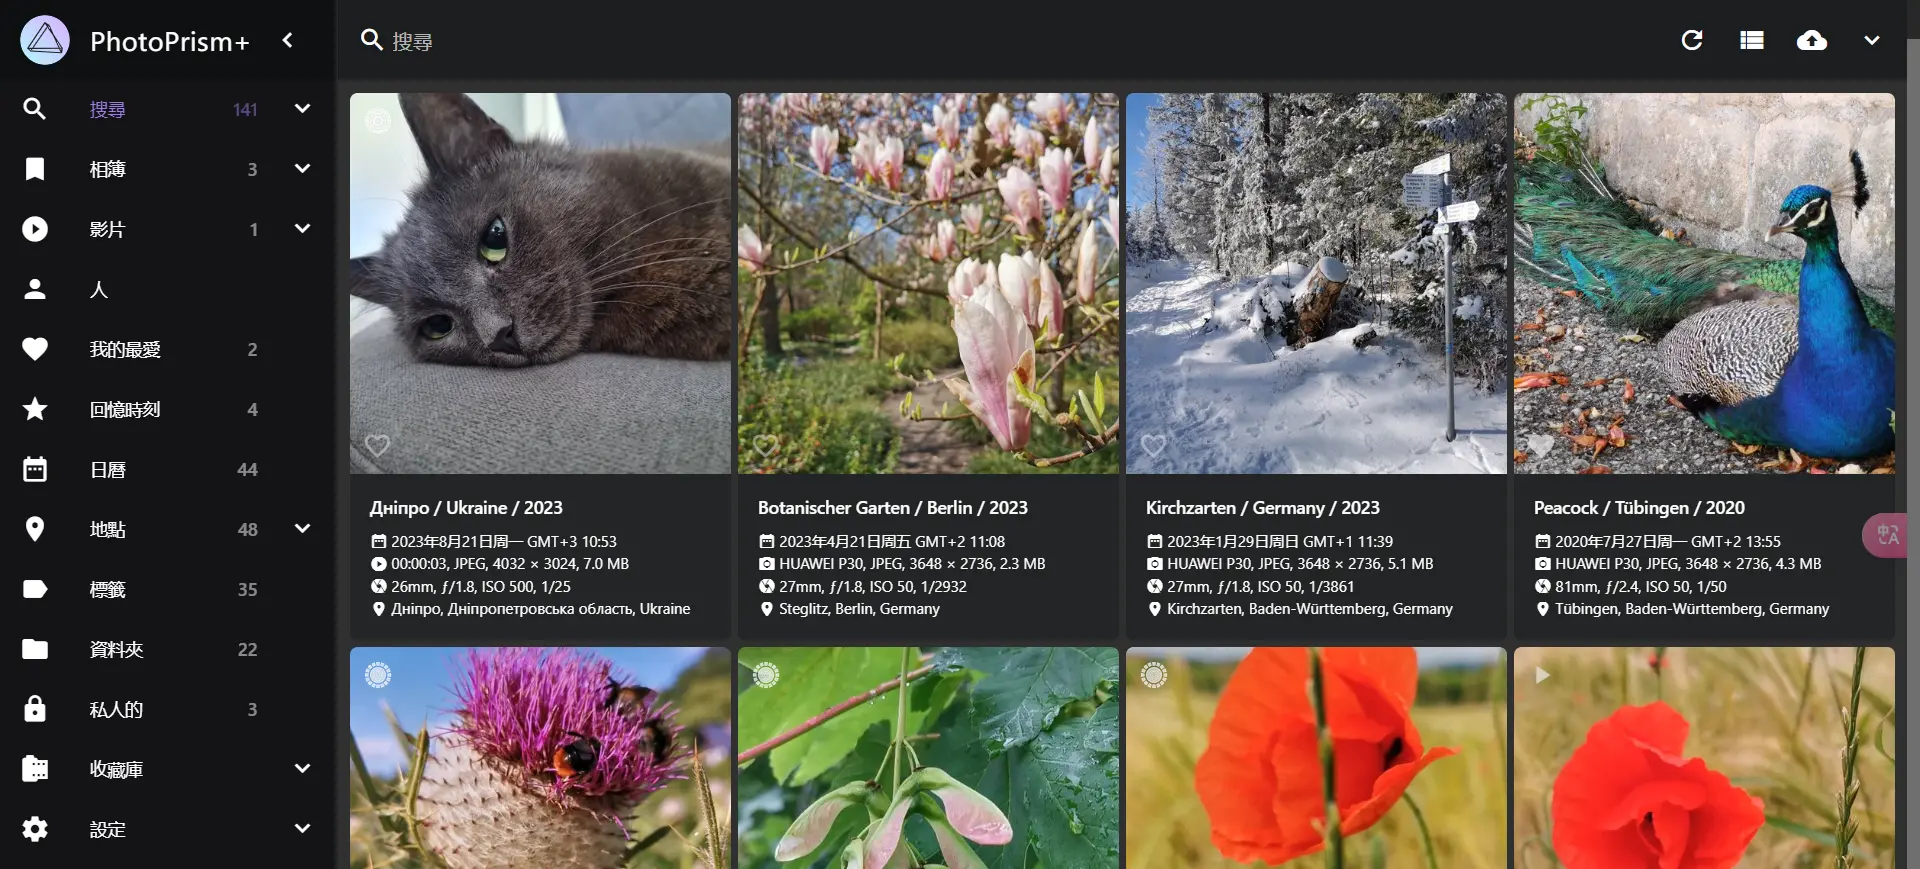 PhotoPrism+
搜尋
搜尋 141
相簿 3
影片 1
人
我的最愛 2
回憶時刻 4
日曆 44
地點 48
標籤 35
資料夾 22
私人的 3
收藏庫
設定
Дніпро / Ukraine / 2023
2023年8月21日周一 GMT+3 10:53
00:00:03, JPEG, 4032 × 3024, 7.0 MB
26mm, ƒ/1.8, ISO 500, 1/25
Дніпро, Дніпропетровська область, Ukraine
Botanischer Garten / Berlin / 2023
2023年4月21日周五 GMT+2 11:08
HUAWEI P30, JPEG, 3648 × 2736, 2.3 MB
27mm, ƒ/1.8, ISO 50, 1/2932
Steglitz, Berlin, Germany
Kirchzarten / Germany / 2023
2023年1月29日周日 GMT+1 11:39
HUAWEI P30, JPEG, 3648 × 2736, 5.1 MB
27mm, ƒ/1.8, ISO 50, 1/3861
Kirchzarten, Baden-Württemberg, Germany
Peacock / Tübingen / 2020
2020年7月27日周一 GMT+2 13:55
HUAWEI P30, JPEG, 3648 × 2736, 4.3 MB
81mm, ƒ/2.4, ISO 50, 1/50
Tübingen, Baden-Württemberg, Germany